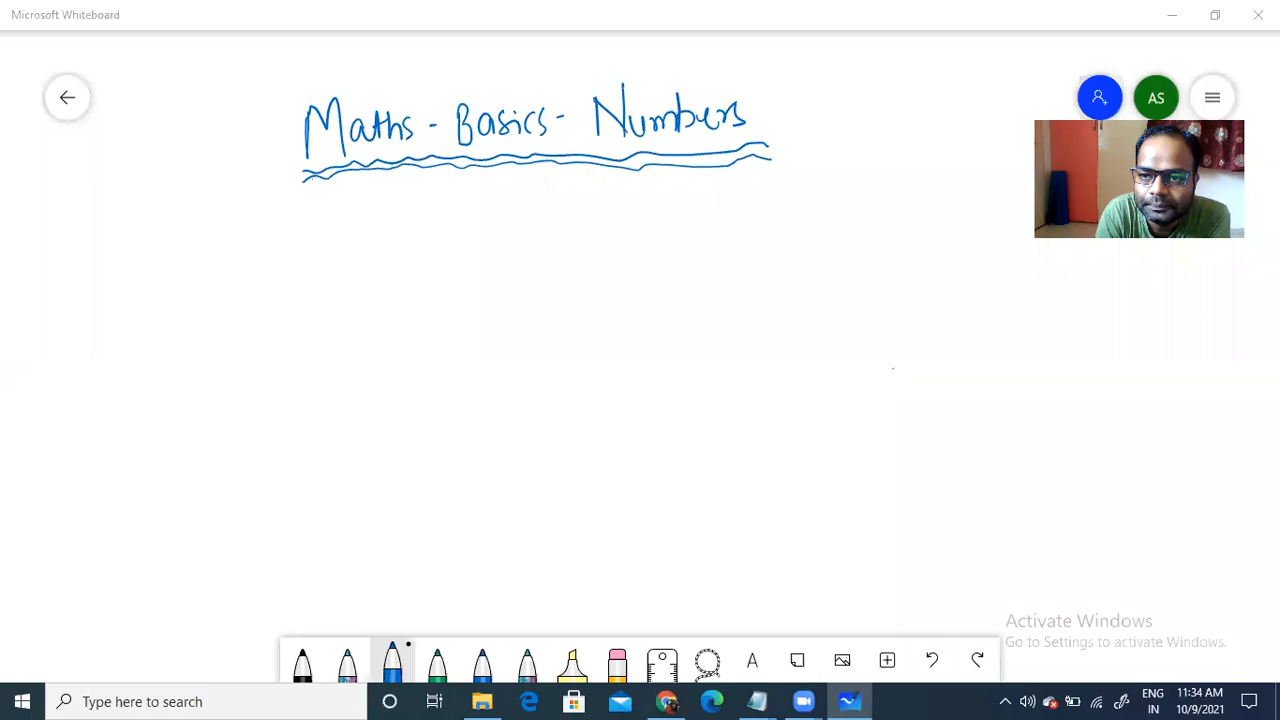 Microsoft Whiteboard
Maths - Basics - Numbers
AS
Activate Windows
Go to Settings to activate Windows.
A
Type here to search
ENG
IN
11:34 AM
10/9/2021